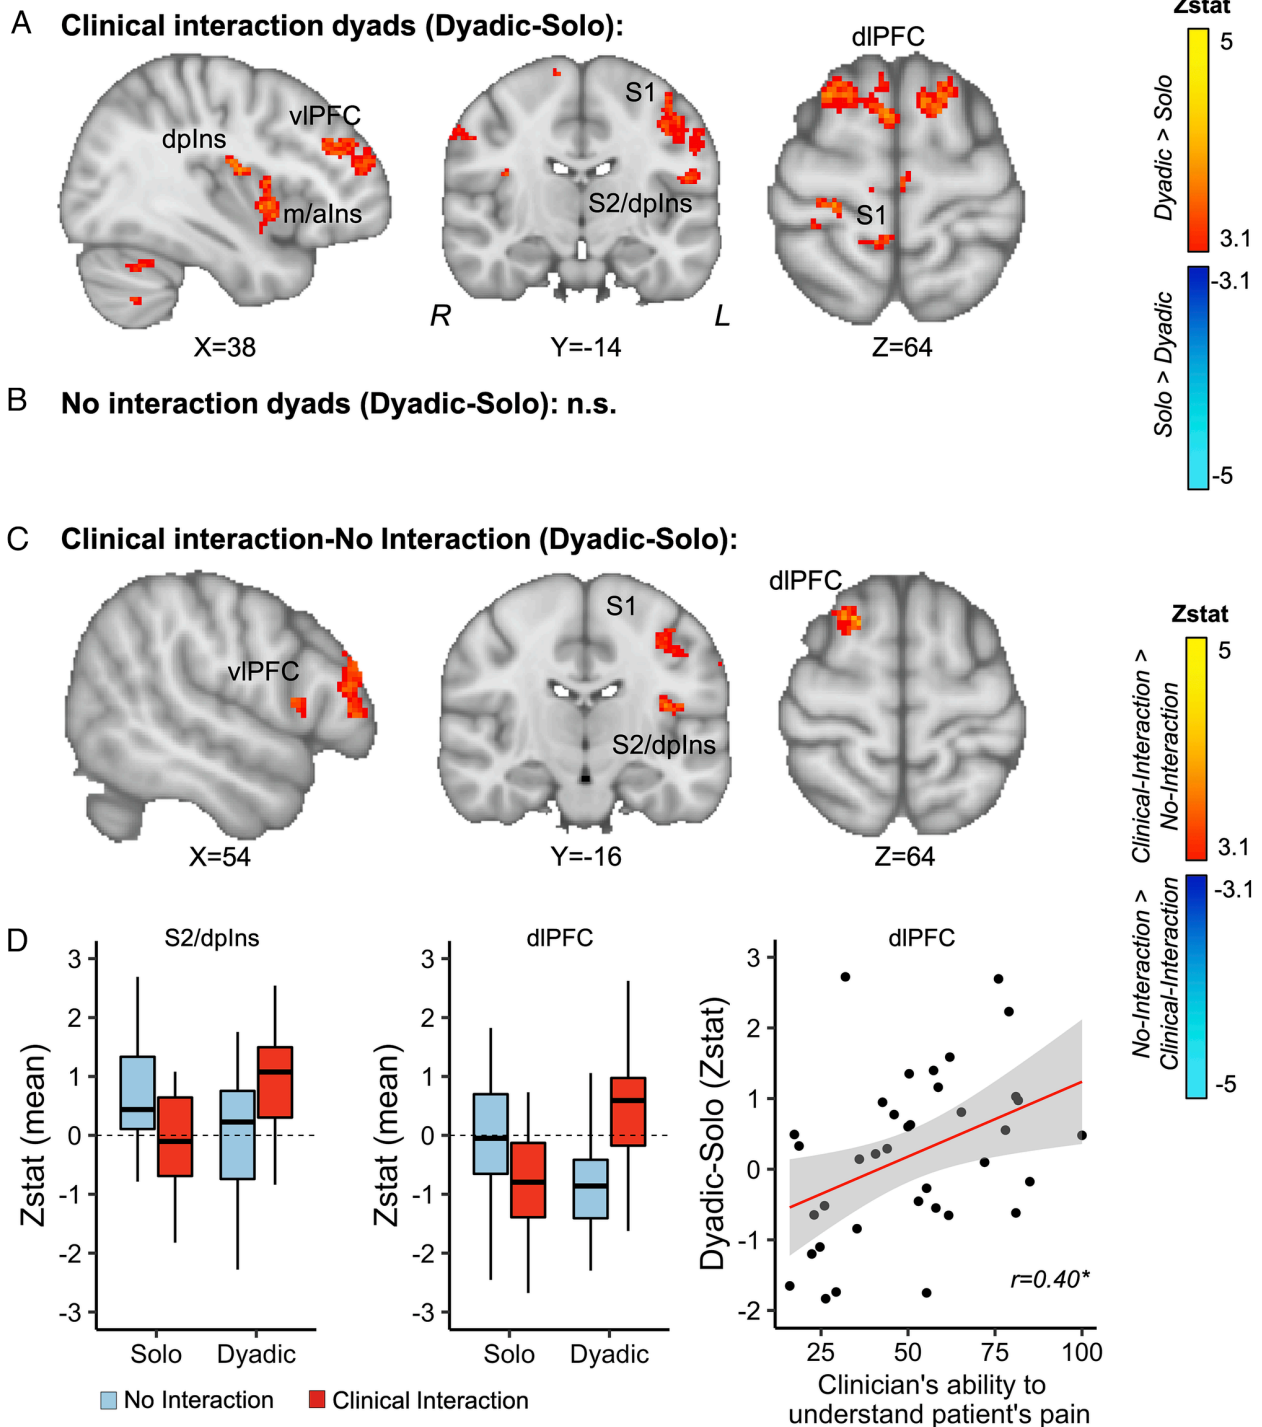 A
Clinical interaction dyads (Dyadic-Solo):
vlPFC
dpIns
m/aIns
X=38
S1
S2/dpIns
R
L
Y=-14
dlPFC
S1
Z=64
Zstat
5
3.1
Dyadic > Solo
-3.1
-5
Solo > Dyadic
B
No interaction dyads (Dyadic-Solo): n.s.
C
Clinical interaction-No Interaction (Dyadic-Solo):
vlPFC
X=54
S1
S2/dpIns
Y=-16
dlPFC
Z=64
Zstat
5
3.1
Clinical-Interaction >
No-Interaction
-3.1
-5
No-Interaction >
Clinical-Interaction
D
S2/dpIns
Zstat (mean)
3
2
1
0
-1
-2
-3
Solo
Dyadic
dlPFC
Zstat (mean)
3
2
1
0
-1
-2
-3
Solo
Dyadic
No Interaction
Clinical Interaction
dlPFC
Dyadic-Solo (Zstat)
3
2
1
0
-1
-2
r=0.40*
25
50
75
100
Clinician's ability to
understand patient's pain